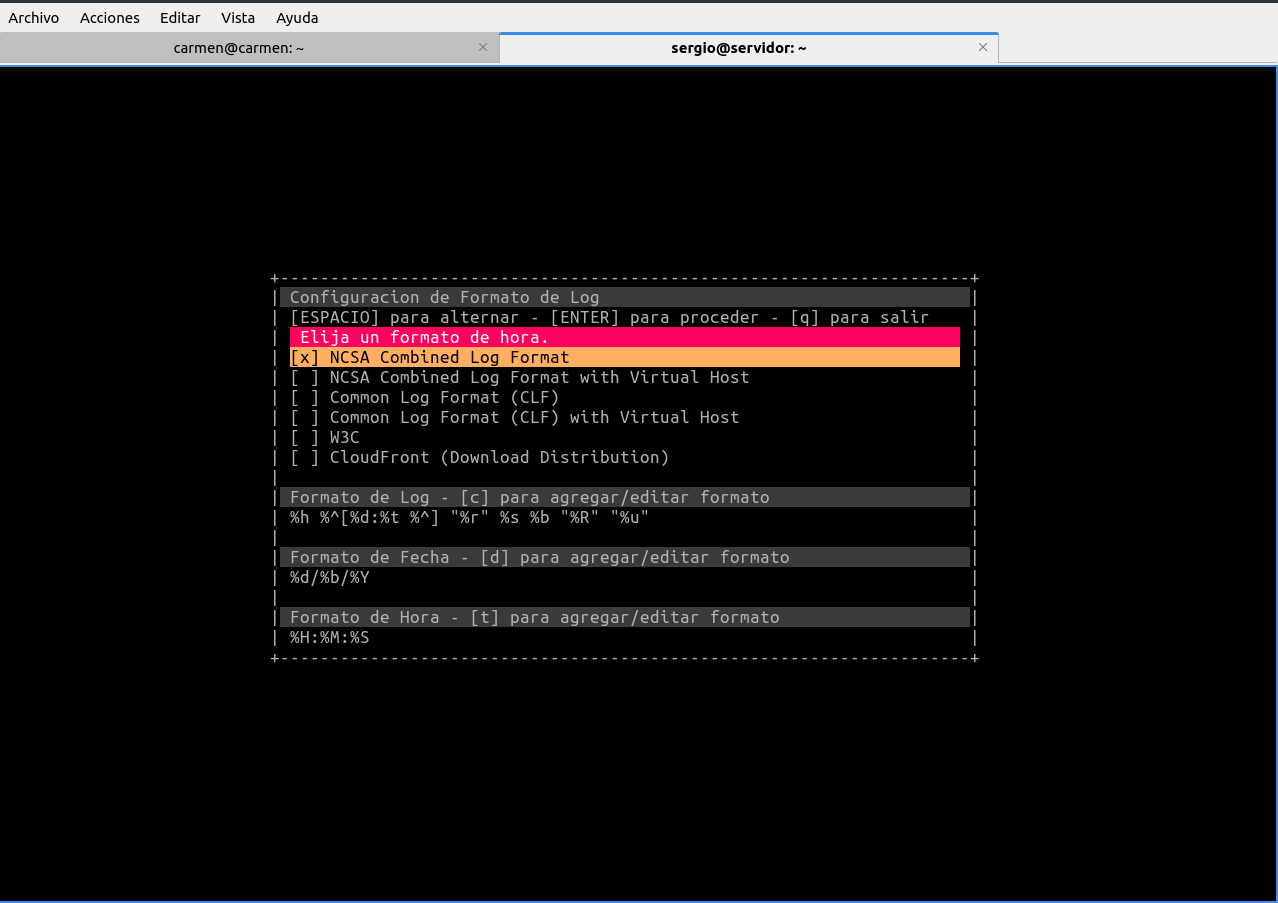 Archivo Acciones Editar Vista Ayuda
carmen@carmen: ~ × sergio@servidor: ~ ×
+---------------------------------------------------------------------+
| Configuracion de Formato de Log |
| [ESPACIO] para alternar - [ENTER] para proceder - [q] para salir |
| Elija un formato de hora. |
| [x] NCSA Combined Log Format |
| [ ] NCSA Combined Log Format with Virtual Host |
| [ ] Common Log Format (CLF) |
| [ ] Common Log Format (CLF) with Virtual Host |
| [ ] W3C |
| [ ] CloudFront (Download Distribution) |
| |
| Formato de Log - [c] para agregar/editar formato |
| %h %^[%d:%t %^] "%r" %s %b "%R" "%u" |
| |
| Formato de Fecha - [d] para agregar/editar formato |
| %d/%b/%Y |
| |
| Formato de Hora - [t] para agregar/editar formato |
| %H:%M:%S |
+---------------------------------------------------------------------+